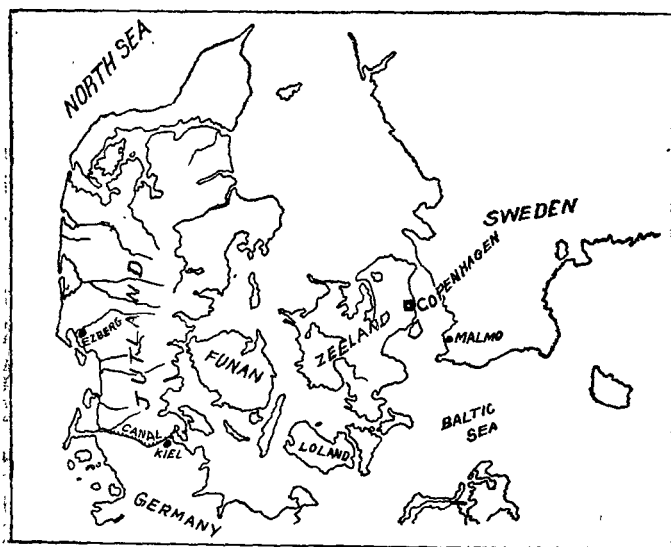 NORTH SEA
SWEDEN
COPENHAGEN
EZBERG
JUTLAND
FUNAN
ZEELAND
MALMO
BALTIC
SEA
CANAL
KIEL
LOLAND
GERMANY